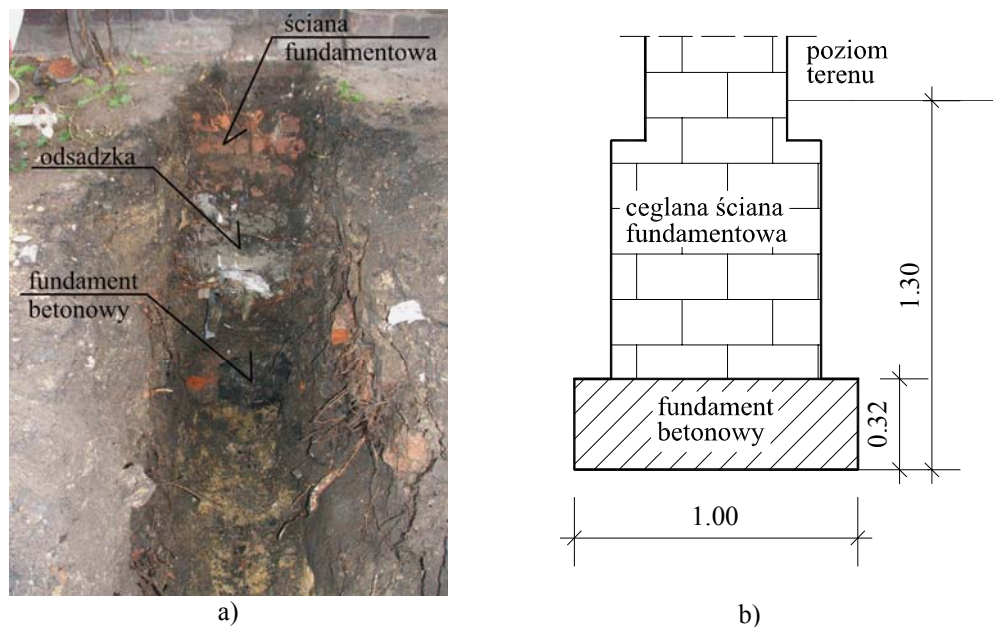 ściana
fundamentowa
odsadzka
fundament
betonowy
a)
poziom
terenu
ceglana ściana
fundamentowa
1.30
fundament
betonowy
0.32
1.00
b)